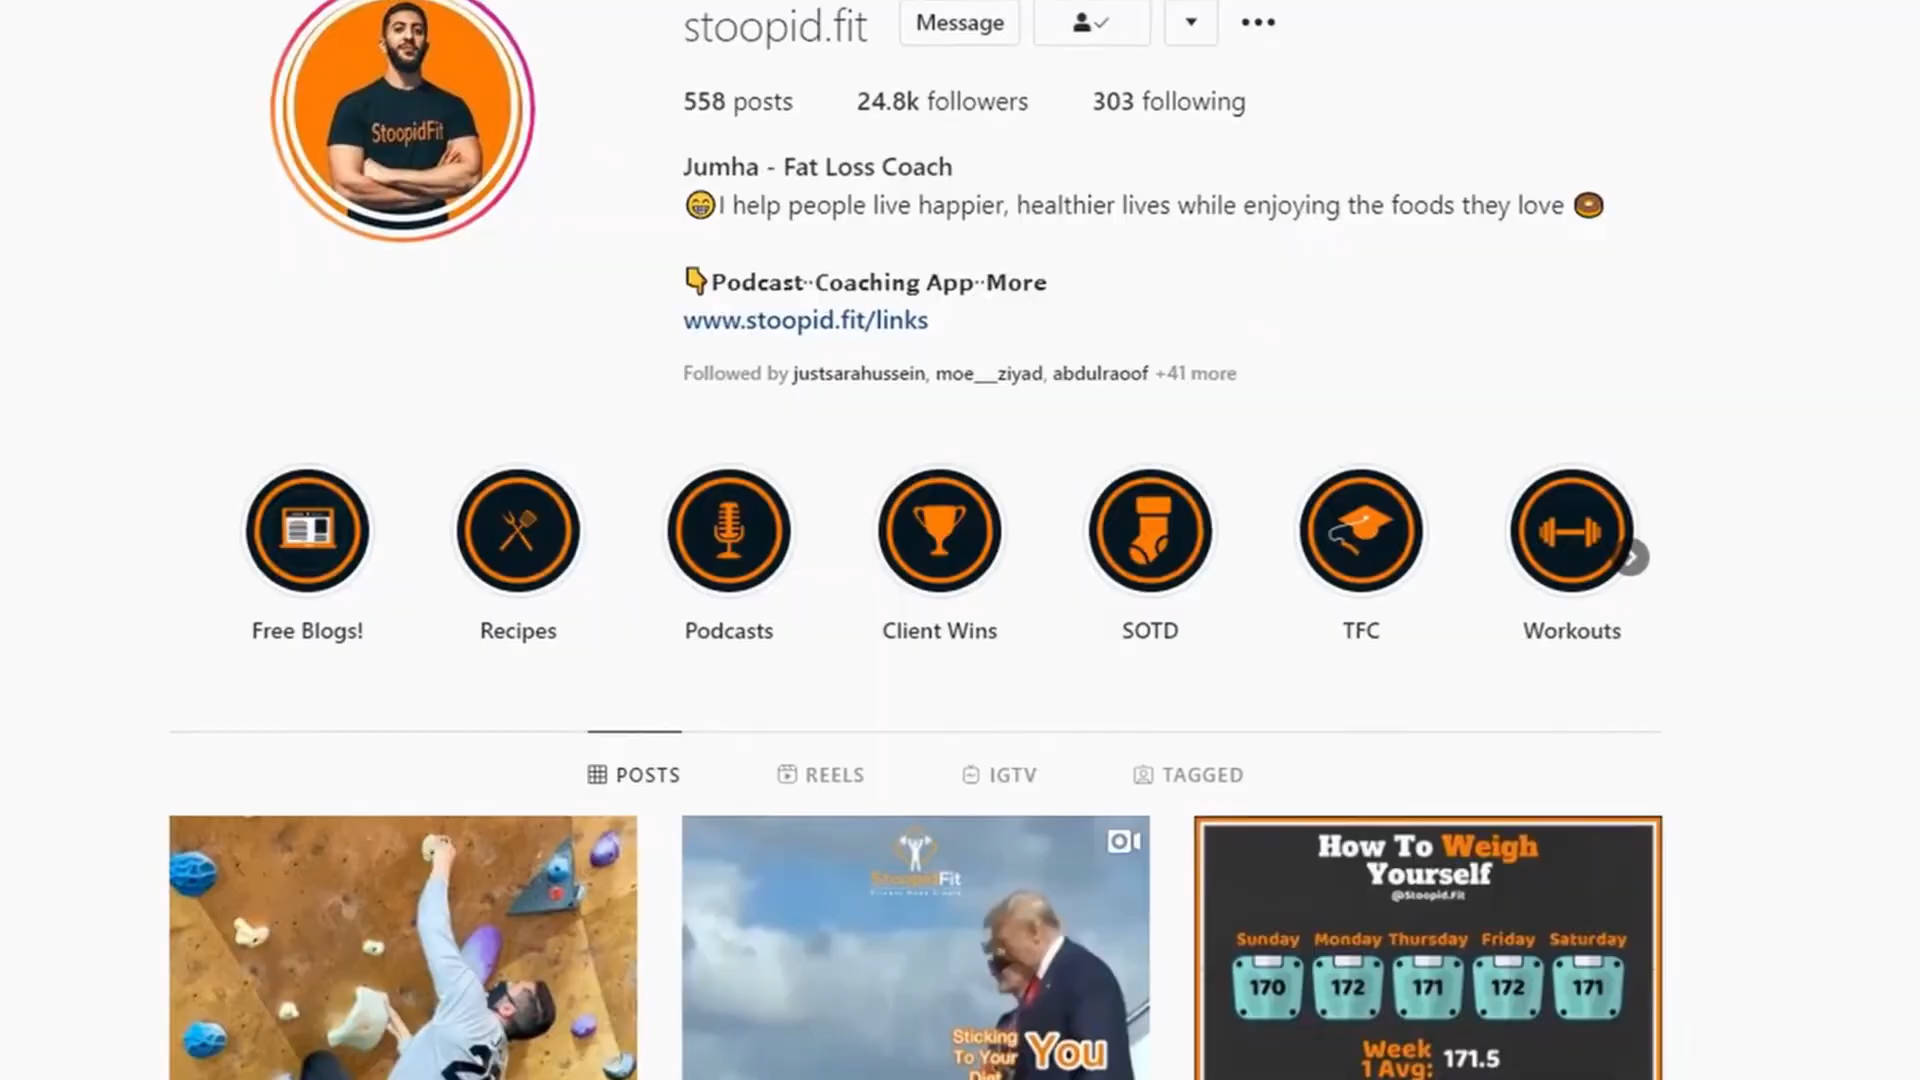 stoopid.fit
Message
558 posts 24.8k followers 303 following
StoopidFit
Jumha - Fat Loss Coach
😁I help people live happier, healthier lives while enjoying the foods they love 🍩
👇Podcast··Coaching App··More
www.stoopid.fit/links
Followed by justsarahussein, moe___ziyad, abdulraoof +41 more
Free Blogs! Recipes Podcasts Client Wins SOTD TFC Workouts
POSTS REELS IGTV TAGGED
StoopidFit
Sticking
To Your
Diet
You
How To Weigh
Yourself
@Stoopid.Fit
Sunday Monday Thursday Friday Saturday
170 172 171 172 171
Week
1 Avg: 171.5